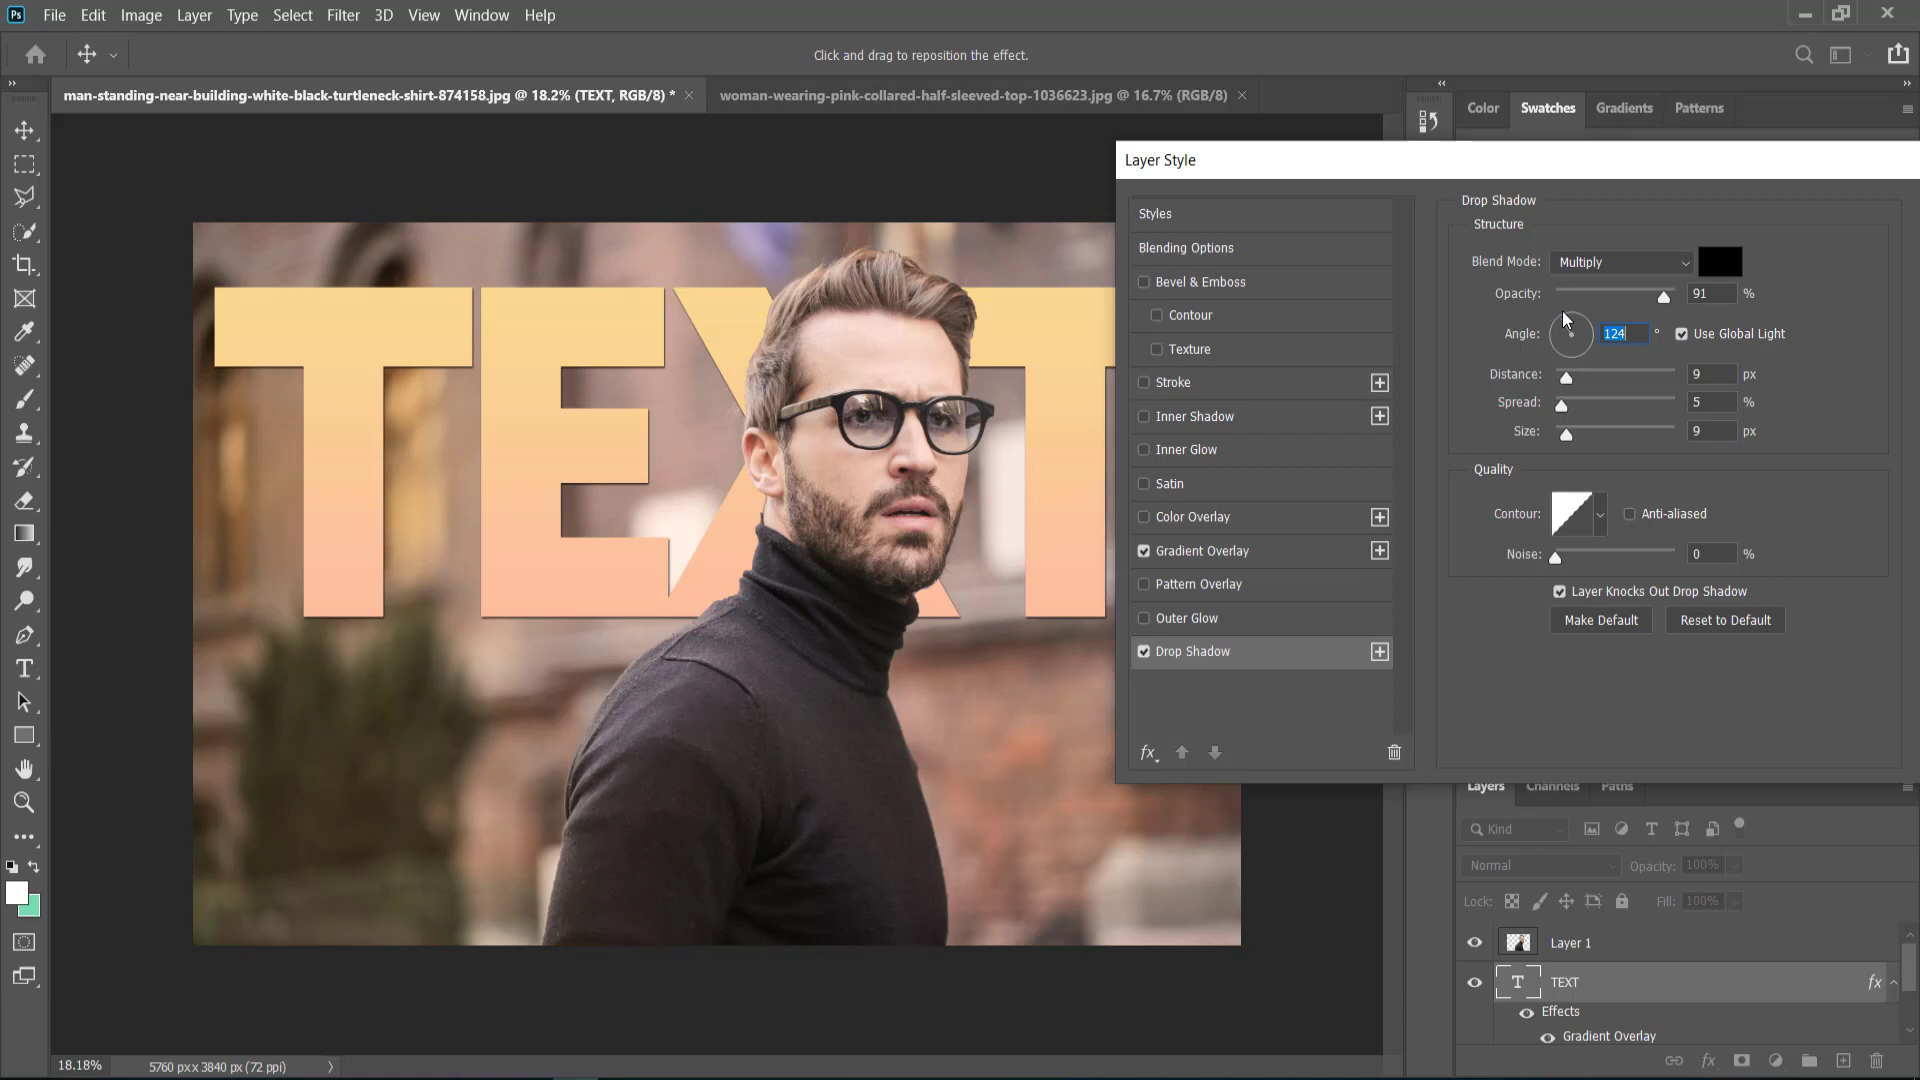 Ps File Edit Image Layer Type Select Filter 3D View Window Help
Click and drag to reposition the effect.
man-standing-near-building-white-black-turtleneck-shirt-874158.jpg @ 18.2% (TEXT, RGB/8) *
woman-wearing-pink-collared-half-sleeved-top-1036623.jpg @ 16.7% (RGB/8)
Color Swatches Gradients Patterns
TEXT
Layer Style
Styles
Blending Options
Bevel & Emboss
Contour
Texture
Stroke
Inner Shadow
Inner Glow
Satin
Color Overlay
Gradient Overlay
Pattern Overlay
Outer Glow
Drop Shadow
fx
Drop Shadow
Structure
Blend Mode: Multiply
Opacity: 91 %
Angle: 124 ° Use Global Light
Distance: 9 px
Spread: 5 %
Size: 9 px
Quality
Contour: Anti-aliased
Noise: 0 %
Layer Knocks Out Drop Shadow
Make Default Reset to Default
Layers Channels Paths
Kind
Normal Opacity: 100%
Lock: Fill: 100%
Layer 1
T TEXT fx
Effects
Gradient Overlay
fx
18.18% 5760 px x 3840 px (72 ppi)